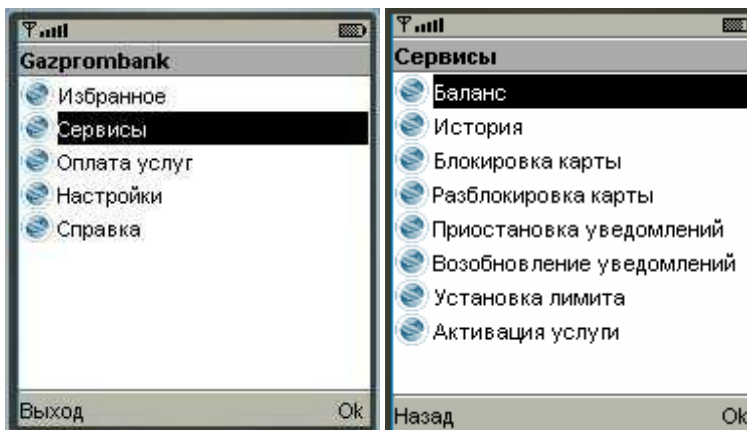 Gazprombank
Избранное
Сервисы
Оплата услуг
Настройки
Справка
Выход
Ok
Сервисы
Баланс
История
Блокировка карты
Разблокировка карты
Приостановка уведомлений
Возобновление уведомлений
Установка лимита
Активация услуги
Назад
Ok